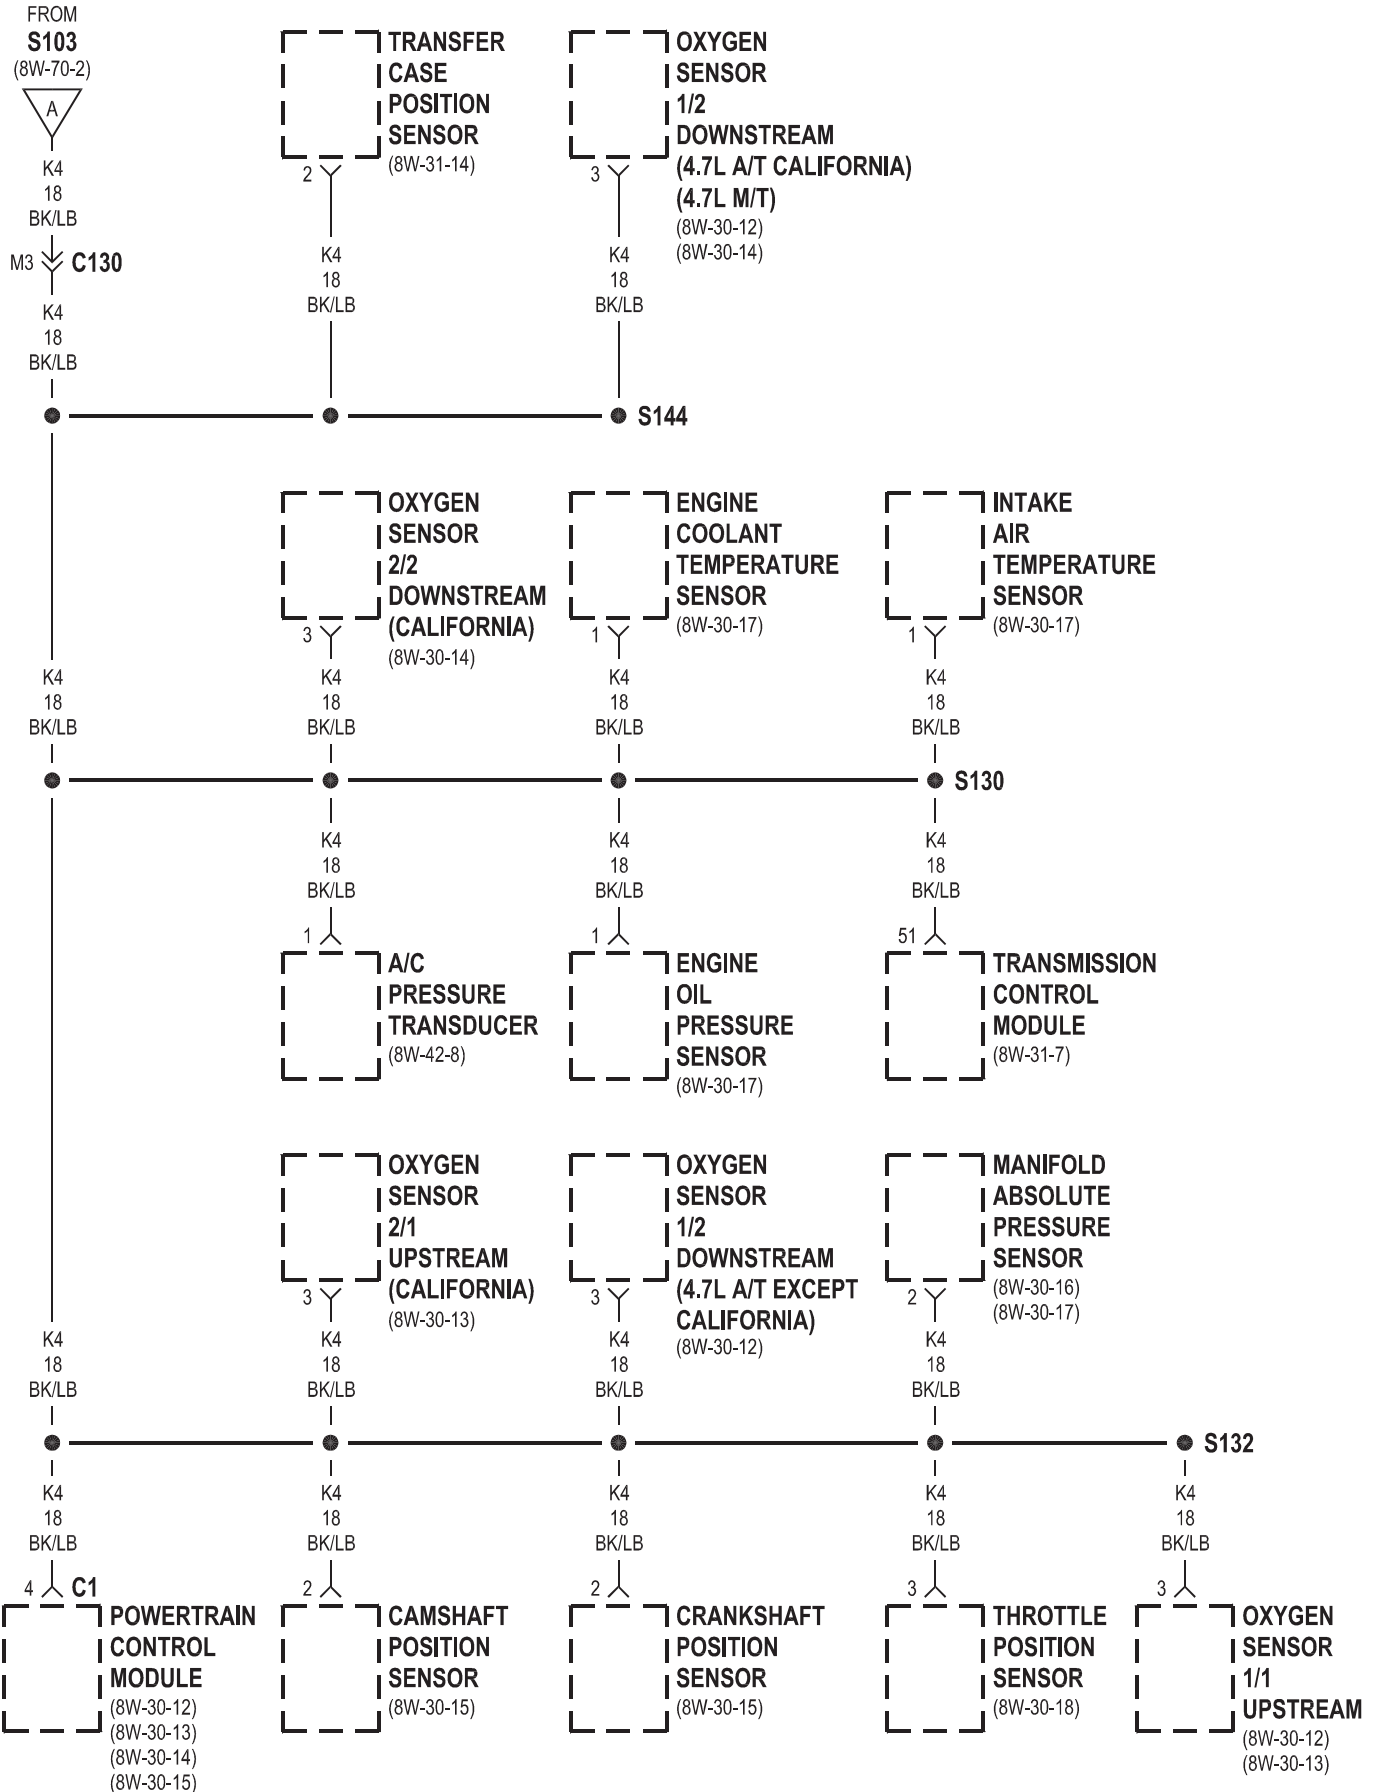 FROM
S103
(8W-70-2)
A
K4
18
BK/LB
M3
C130
K4
18
BK/LB
TRANSFER
CASE
POSITION
SENSOR
(8W-31-14)
2
K4
18
BK/LB
OXYGEN
SENSOR
1/2
DOWNSTREAM
(4.7L A/T CALIFORNIA)
(4.7L M/T)
(8W-30-12)
(8W-30-14)
3
K4
18
BK/LB
S144
K4
18
BK/LB
OXYGEN
SENSOR
2/2
DOWNSTREAM
(CALIFORNIA)
(8W-30-14)
3
K4
18
BK/LB
ENGINE
COOLANT
TEMPERATURE
SENSOR
(8W-30-17)
1
K4
18
BK/LB
INTAKE
AIR
TEMPERATURE
SENSOR
(8W-30-17)
1
K4
18
BK/LB
S130
K4
18
BK/LB
1
A/C
PRESSURE
TRANSDUCER
(8W-42-8)
K4
18
BK/LB
1
ENGINE
OIL
PRESSURE
SENSOR
(8W-30-17)
K4
18
BK/LB
51
TRANSMISSION
CONTROL
MODULE
(8W-31-7)
K4
18
BK/LB
OXYGEN
SENSOR
2/1
UPSTREAM
(CALIFORNIA)
(8W-30-13)
3
K4
18
BK/LB
OXYGEN
SENSOR
1/2
DOWNSTREAM
(4.7L A/T EXCEPT
CALIFORNIA)
(8W-30-12)
3
K4
18
BK/LB
MANIFOLD
ABSOLUTE
PRESSURE
SENSOR
(8W-30-16)
(8W-30-17)
2
K4
18
BK/LB
S132
K4
18
BK/LB
4
C1
POWERTRAIN
CONTROL
MODULE
(8W-30-12)
(8W-30-13)
(8W-30-14)
(8W-30-15)
K4
18
BK/LB
2
CAMSHAFT
POSITION
SENSOR
(8W-30-15)
K4
18
BK/LB
2
CRANKSHAFT
POSITION
SENSOR
(8W-30-15)
K4
18
BK/LB
3
THROTTLE
POSITION
SENSOR
(8W-30-18)
K4
18
BK/LB
3
OXYGEN
SENSOR
1/1
UPSTREAM
(8W-30-12)
(8W-30-13)